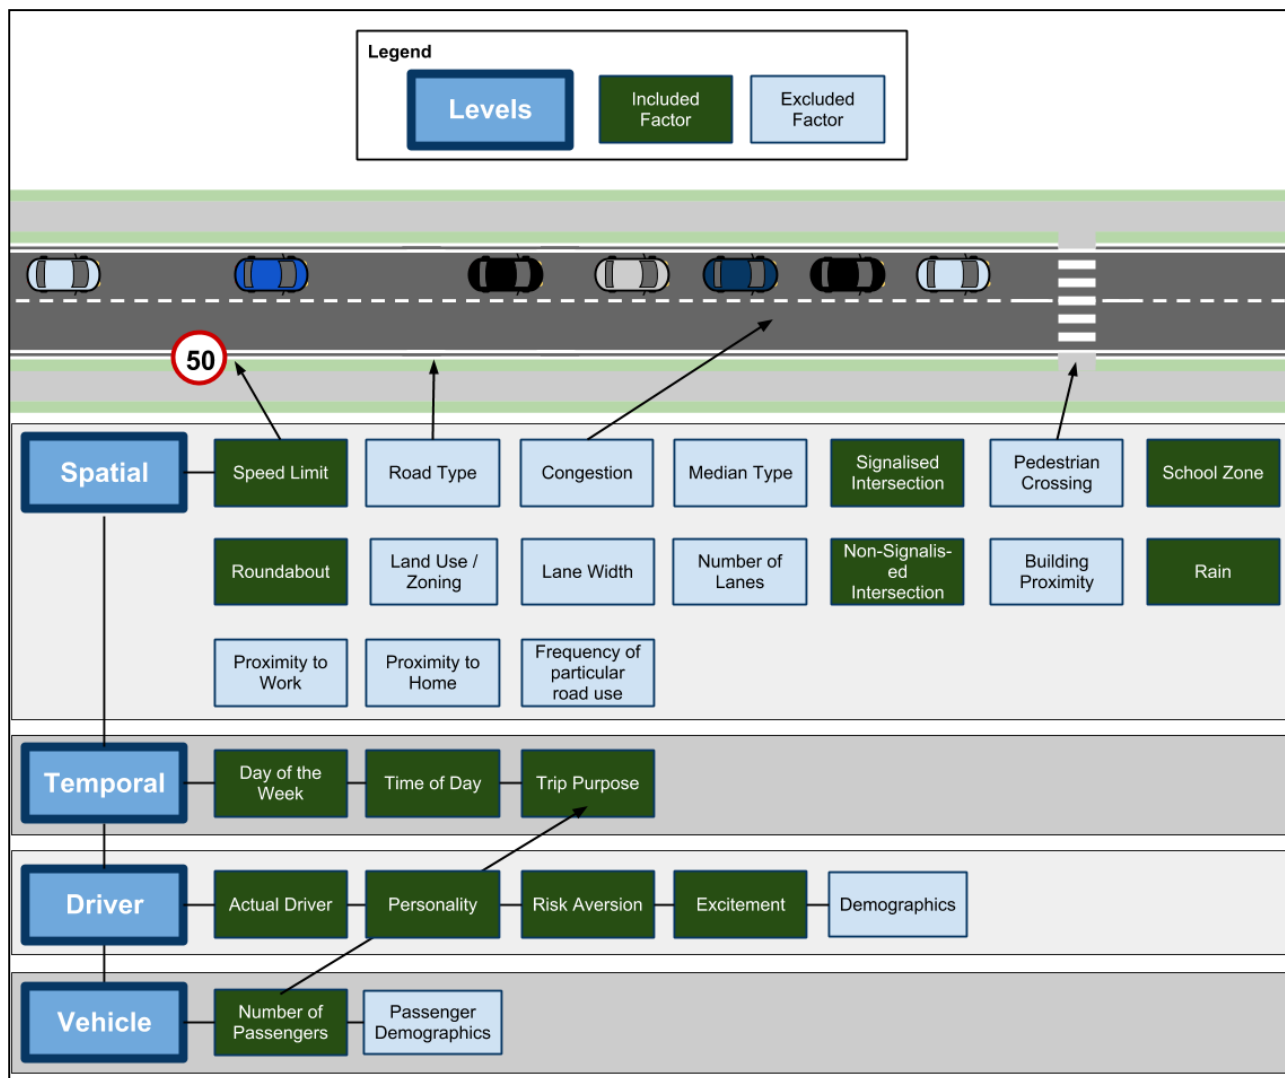 Legend
Levels
Included
Factor
Excluded
Factor
50
Spatial
Speed Limit
Road Type
Congestion
Median Type
Signalised
Intersection
Pedestrian
Crossing
School Zone
Roundabout
Land Use /
Zoning
Lane Width
Number of
Lanes
Non-Signalis-
ed
Intersection
Building
Proximity
Rain
Proximity to
Work
Proximity to
Home
Frequency of
particular
road use
Temporal
Day of the
Week
Time of Day
Trip Purpose
Driver
Actual Driver
Personality
Risk Aversion
Excitement
Demographics
Vehicle
Number of
Passengers
Passenger
Demographics